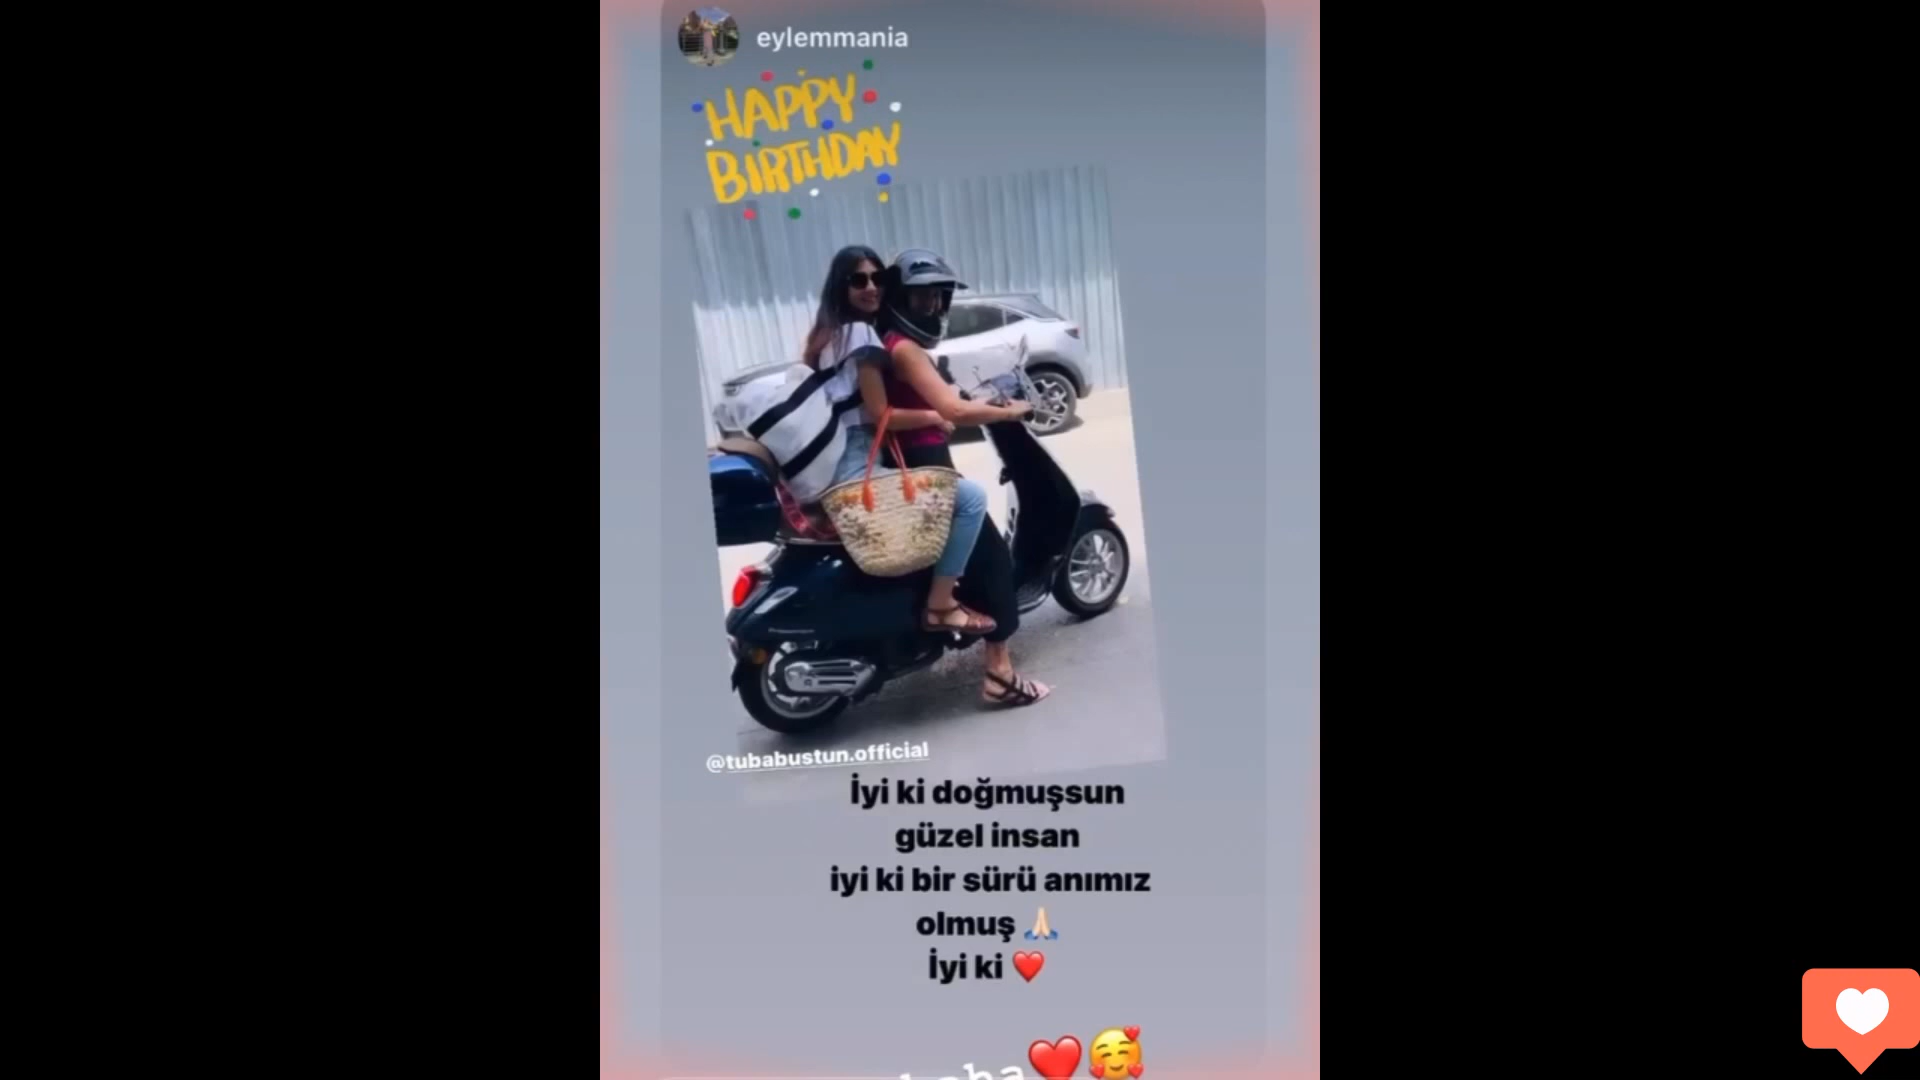 eylemmania
HAPPY
BIRTHDAY
@tubabustun.official
İyi ki doğmuşsun
güzel insan
iyi ki bir sürü anımız
olmuş 🙏🏻
İyi ki ❤️